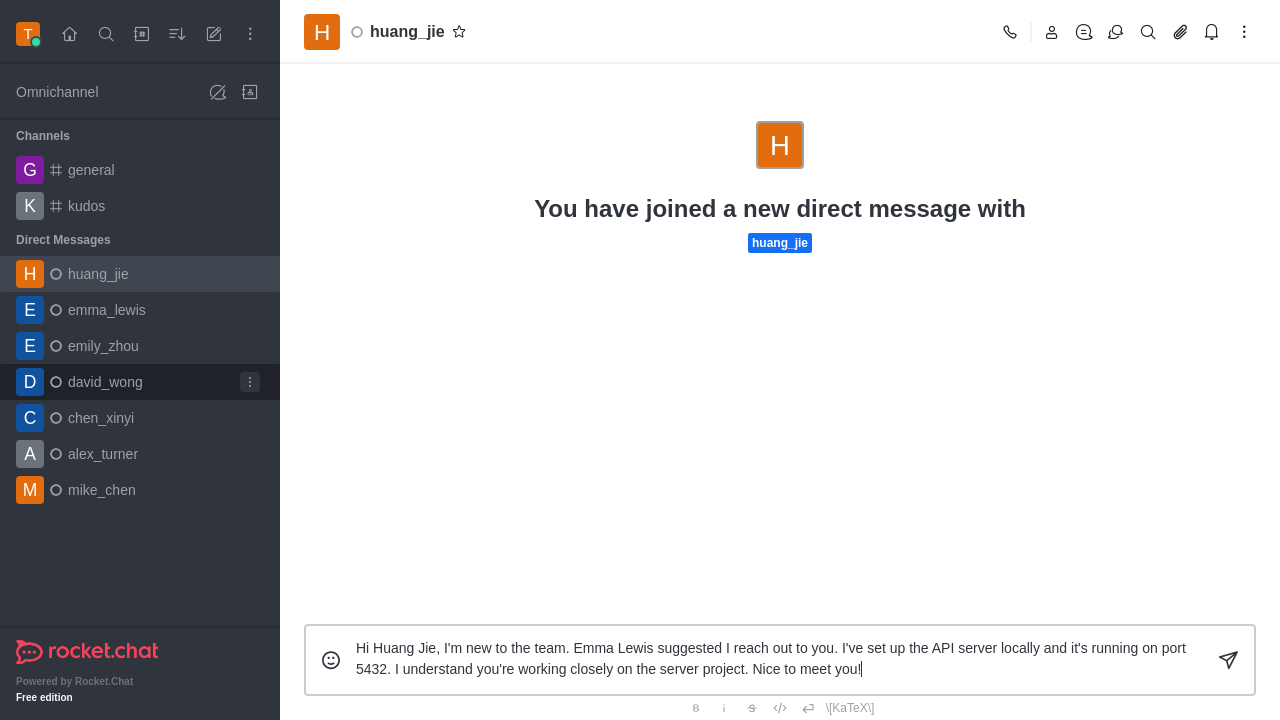 T
Omnichannel
Channels
G general
K kudos
Direct Messages
H huang_jie
E emma_lewis
E emily_zhou
D david_wong
C chen_xinyi
A alex_turner
M mike_chen
rocket.chat
Powered by Rocket.Chat
Free edition
H huang_jie
H
You have joined a new direct message with
huang_jie
Hi Huang Jie, I'm new to the team. Emma Lewis suggested I reach out to you. I've set up the API server locally and it's running on port
5432. I understand you're working closely on the server project. Nice to meet you!
B i S \[KaTeX\]